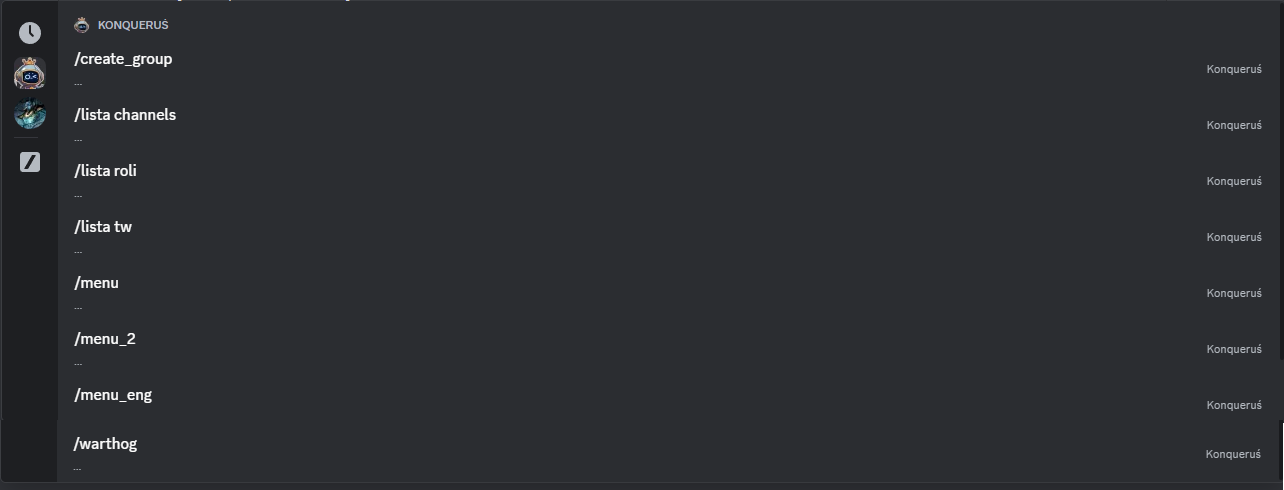 KONQUERUŚ
/create_group
Konqueruś
...
/lista channels
Konqueruś
...
/lista roli
Konqueruś
...
/lista tw
Konqueruś
...
/menu
Konqueruś
...
/menu_2
Konqueruś
...
/menu_eng
Konqueruś
/warthog
Konqueruś
...